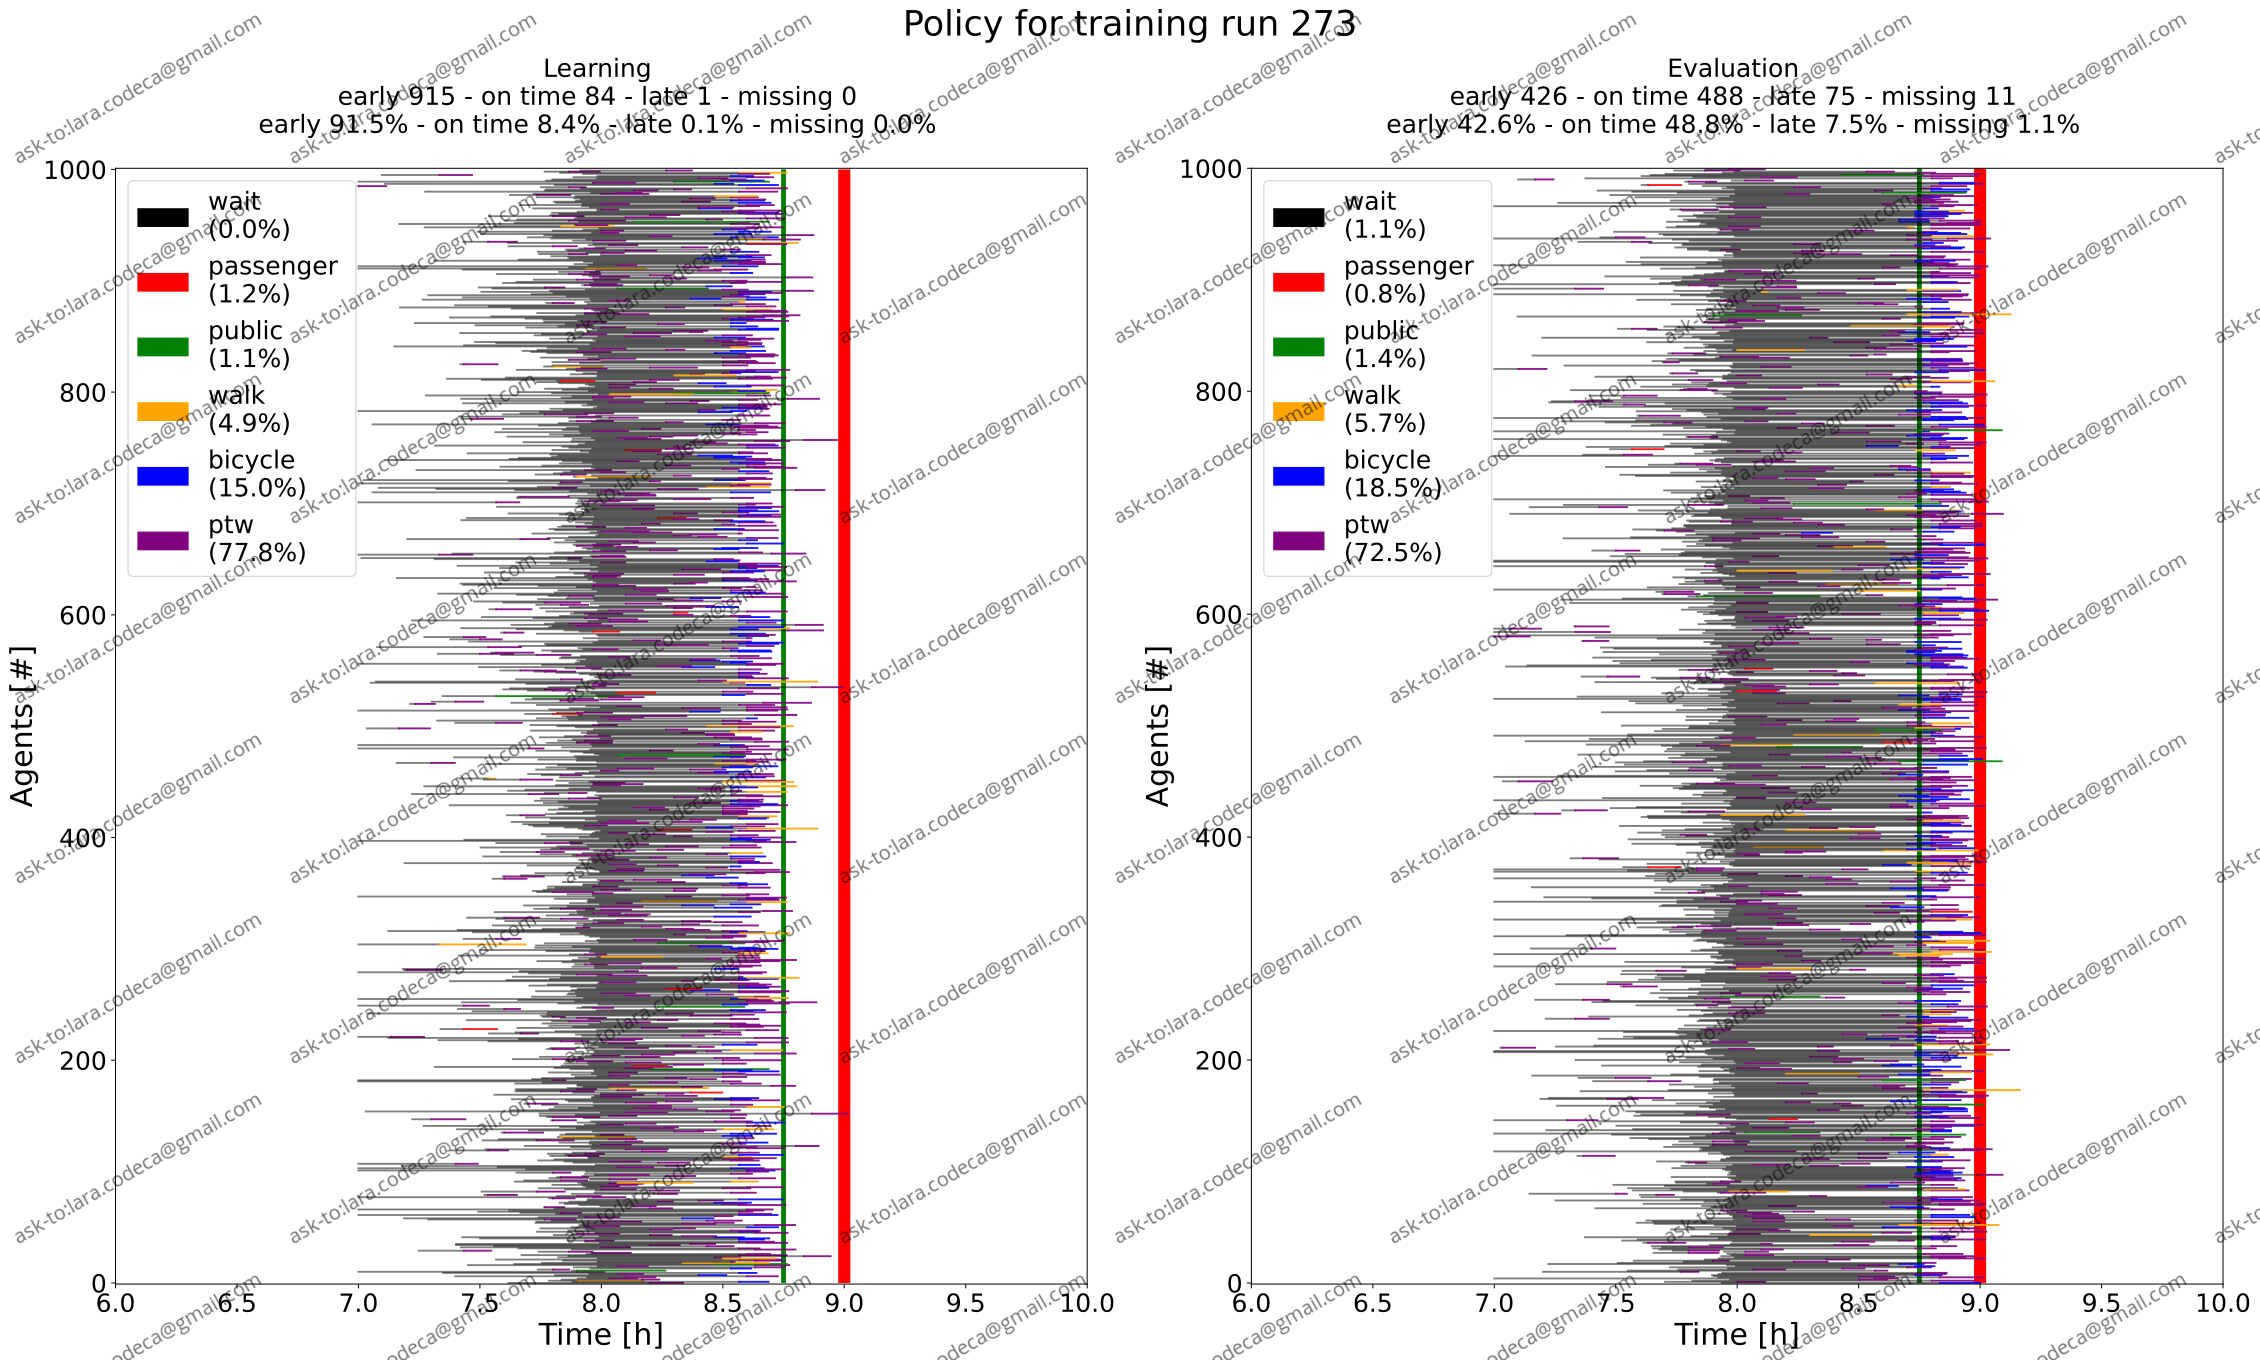 Policy for training run 273
Learning
early 915 - on time 84 - late 1 - missing 0
early 91.5% - on time 8.4% - late 0.1% - missing 0.0%
Agents [#]
1000
800
600
400
200
0
wait
(0.0%)
passenger
(1.2%)
public
(1.1%)
walk
(4.9%)
bicycle
(15.0%)
ptw
(77.8%)
6.0 6.5 7.0 7.5 8.0 8.5 9.0 9.5 10.0
Time [h]
Evaluation
early 426 - on time 488 - late 75 - missing 11
early 42.6% - on time 48.8% - late 7.5% - missing 1.1%
Agents [#]
1000
800
600
400
200
0
wait
(1.1%)
passenger
(0.8%)
public
(1.4%)
walk
(5.7%)
bicycle
(18.5%)
ptw
(72.5%)
6.0 6.5 7.0 7.5 8.0 8.5 9.0 9.5 10.0
Time [h]
ask-to:lara.codeca@gmail.com